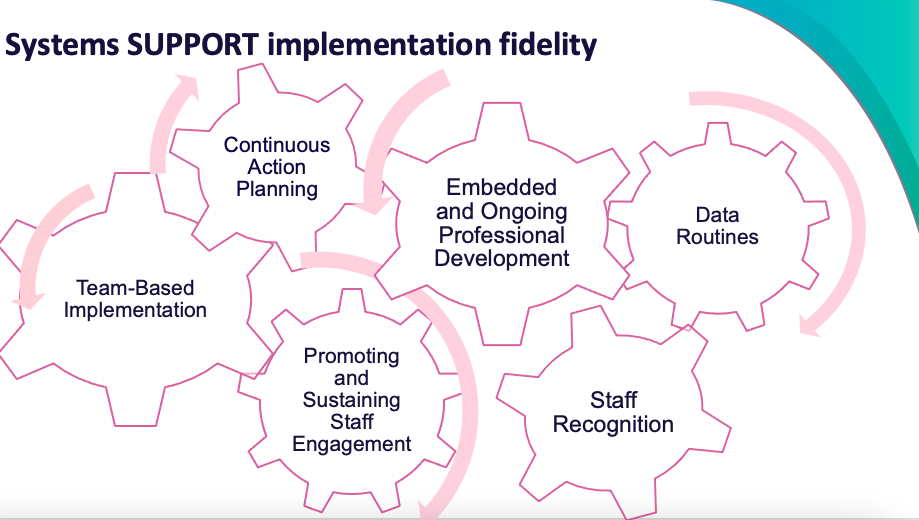 Systems SUPPORT implementation fidelity
Continuous
Action
Planning
Embedded
and Ongoing
Professional
Development
Data
Routines
Team-Based
Implementation
Promoting
and
Sustaining
Staff
Engagement
Staff
Recognition